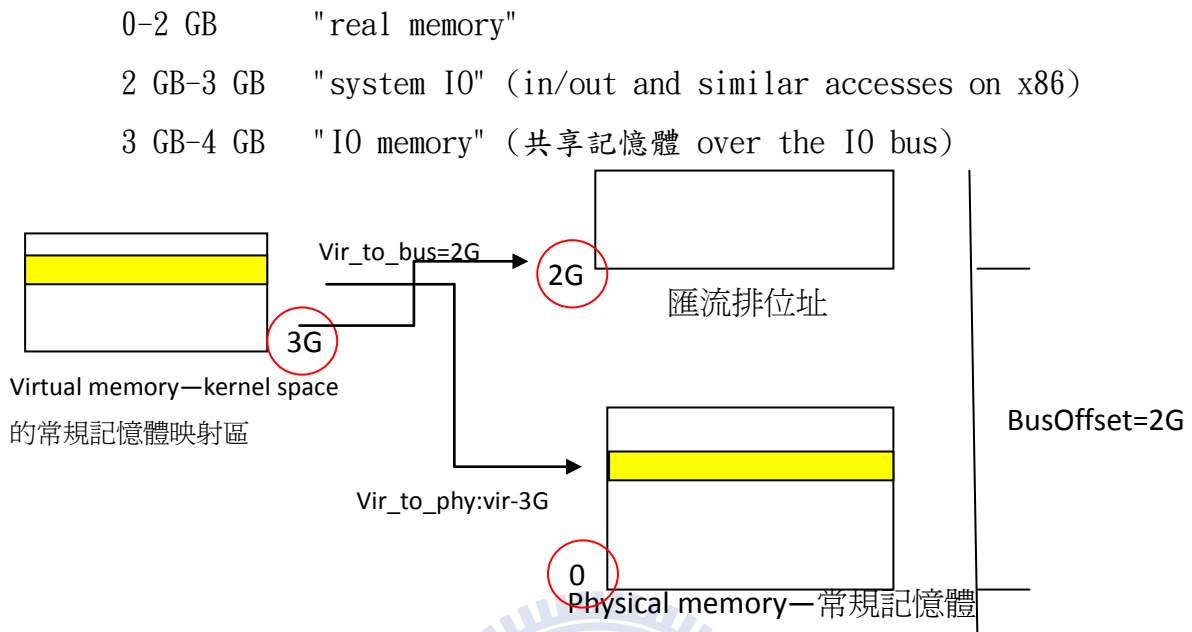 0-2 GB "real memory"
2 GB-3 GB "system IO" (in/out and similar accesses on x86)
3 GB-4 GB "IO memory" (共享記憶體 over the IO bus)
Vir_to_bus=2G
2G
匯流排位址
3G
Virtual memory—kernel space
的常規記憶體映射區
BusOffset=2G
Vir_to_phy:vir-3G
0
Physical memory—常規記憶體